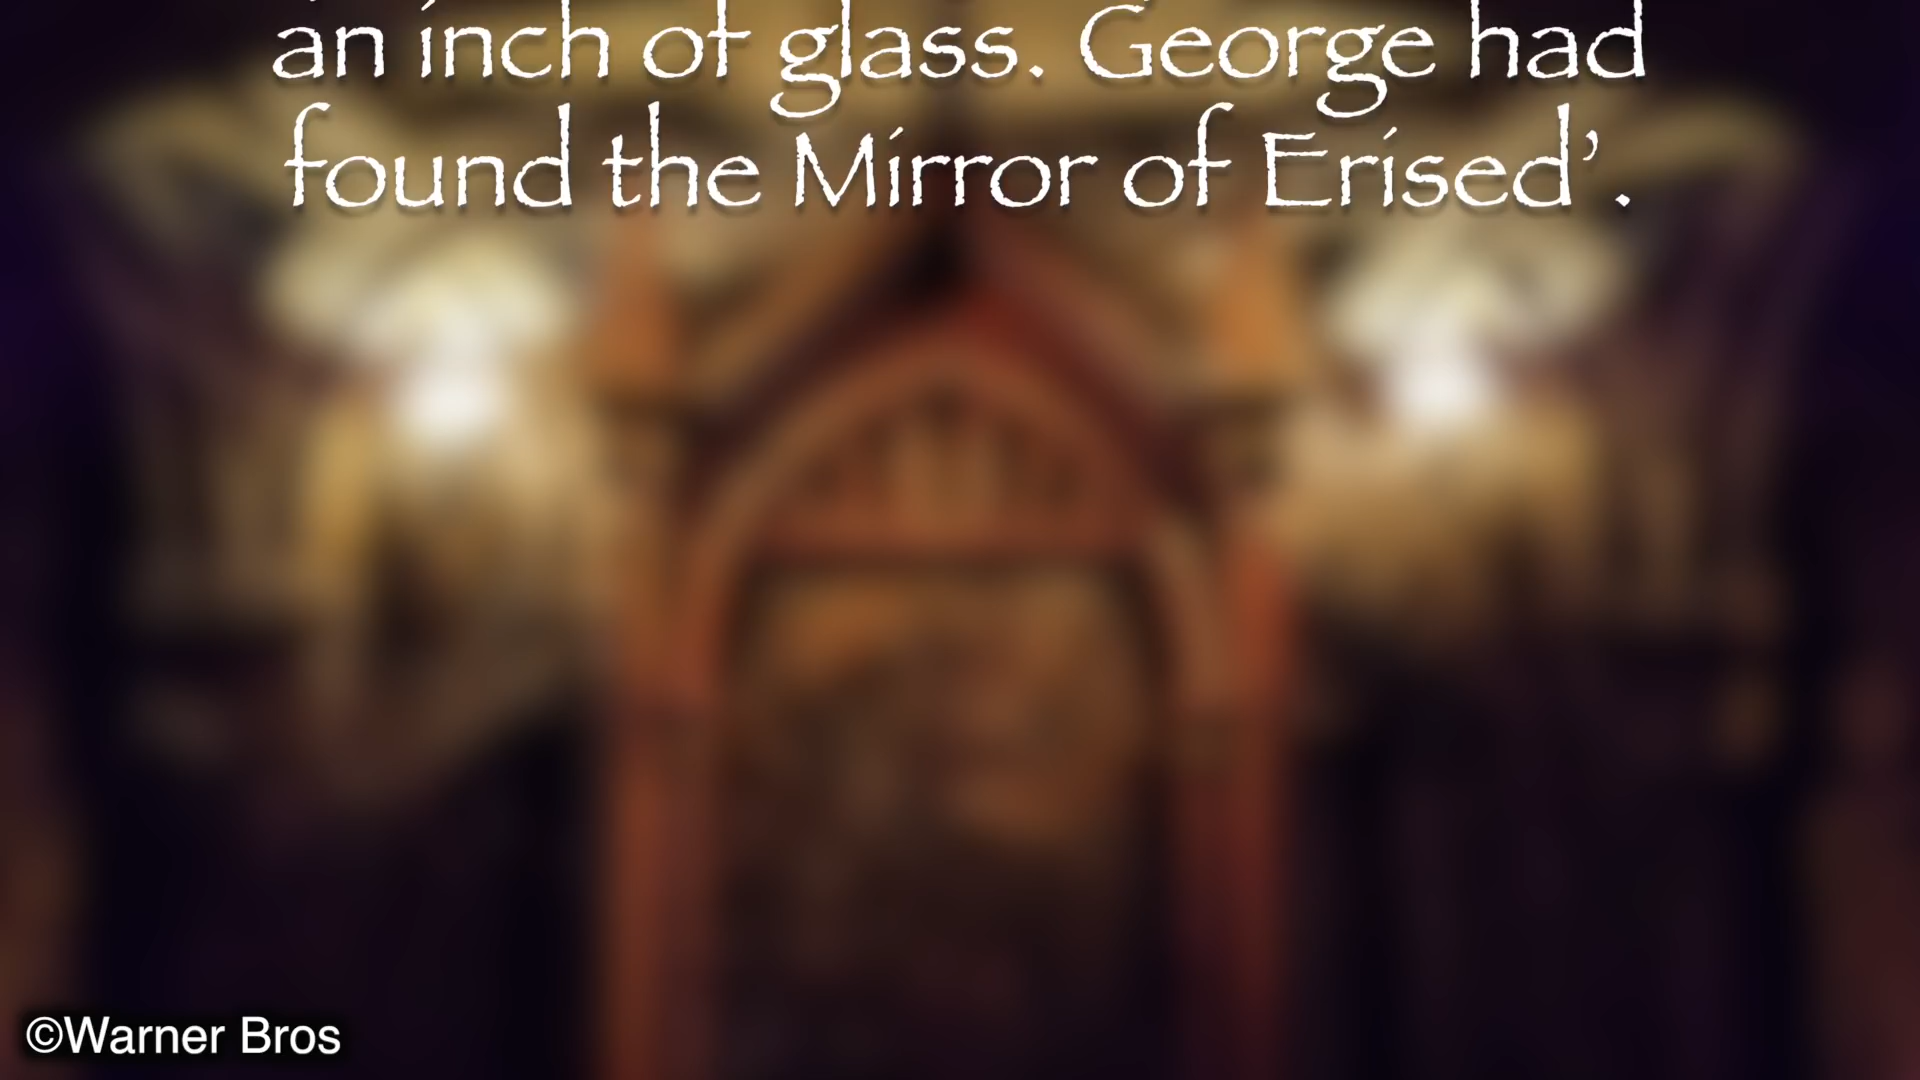 an inch of glass. George had
found the Mirror of Erised’.
©Warner Bros